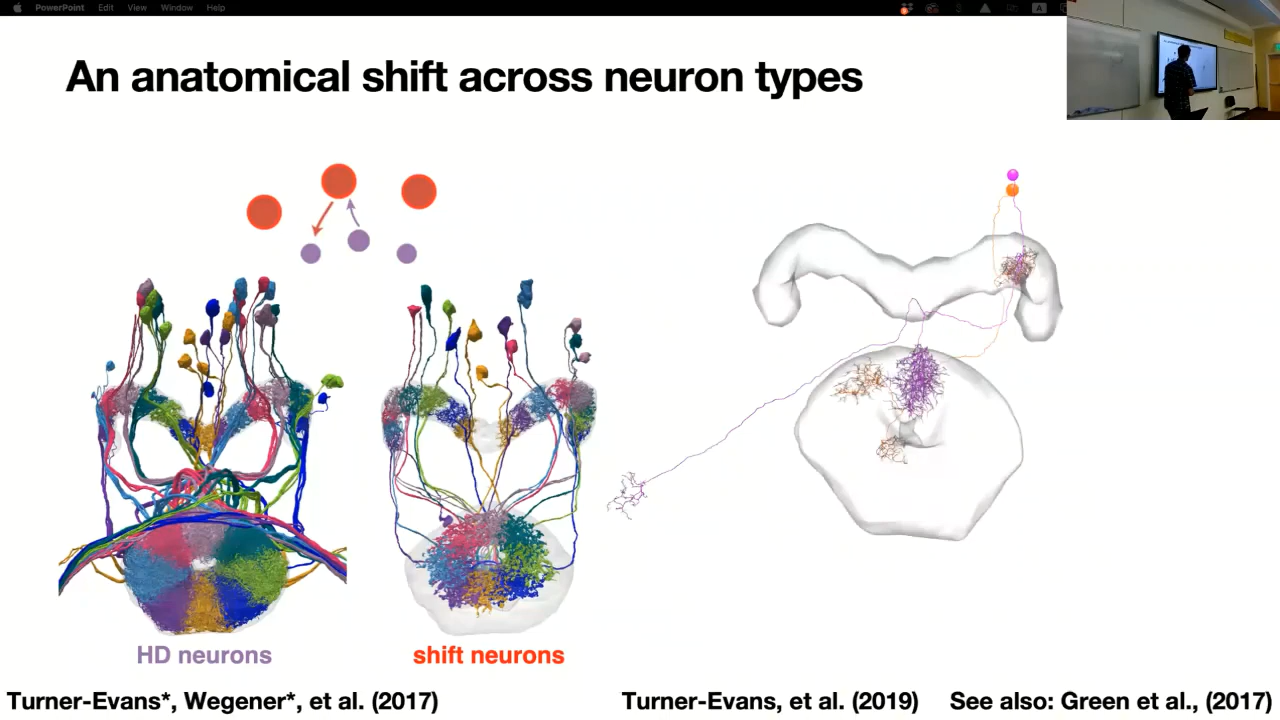 PowerPoint Edit View Window Help
A
An anatomical shift across neuron types
HD neurons
shift neurons
Turner-Evans*, Wegener*, et al. (2017)
Turner-Evans, et al. (2019)
See also: Green et al., (2017)